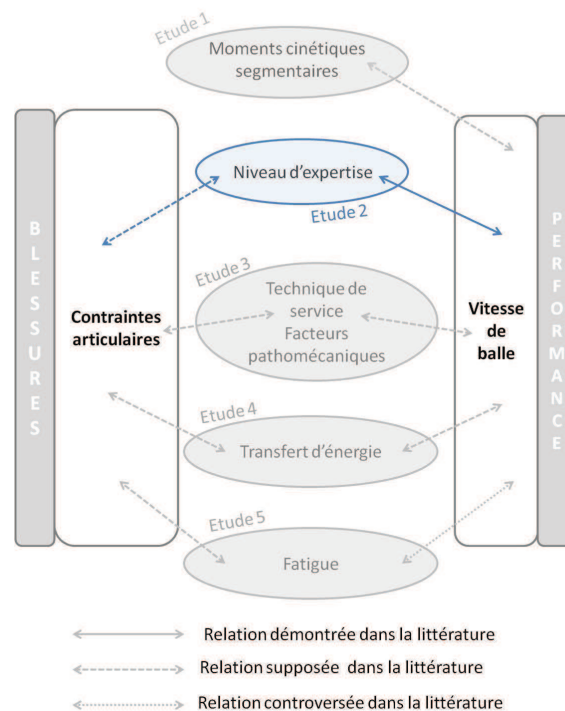 Etude 1
Moments cinétiques
segmentaires
Niveau d'expertise
Etude 2
Etude 3
Technique de
service
Facteurs
pathomécaniques
Etude 4
Transfert d'énergie
Etude 5
Fatigue
BLESSURES
Contraintes
articulaires
Vitesse
de
balle
PERFORMANCE
Relation démontrée dans la littérature
Relation supposée dans la littérature
Relation controversée dans la littérature